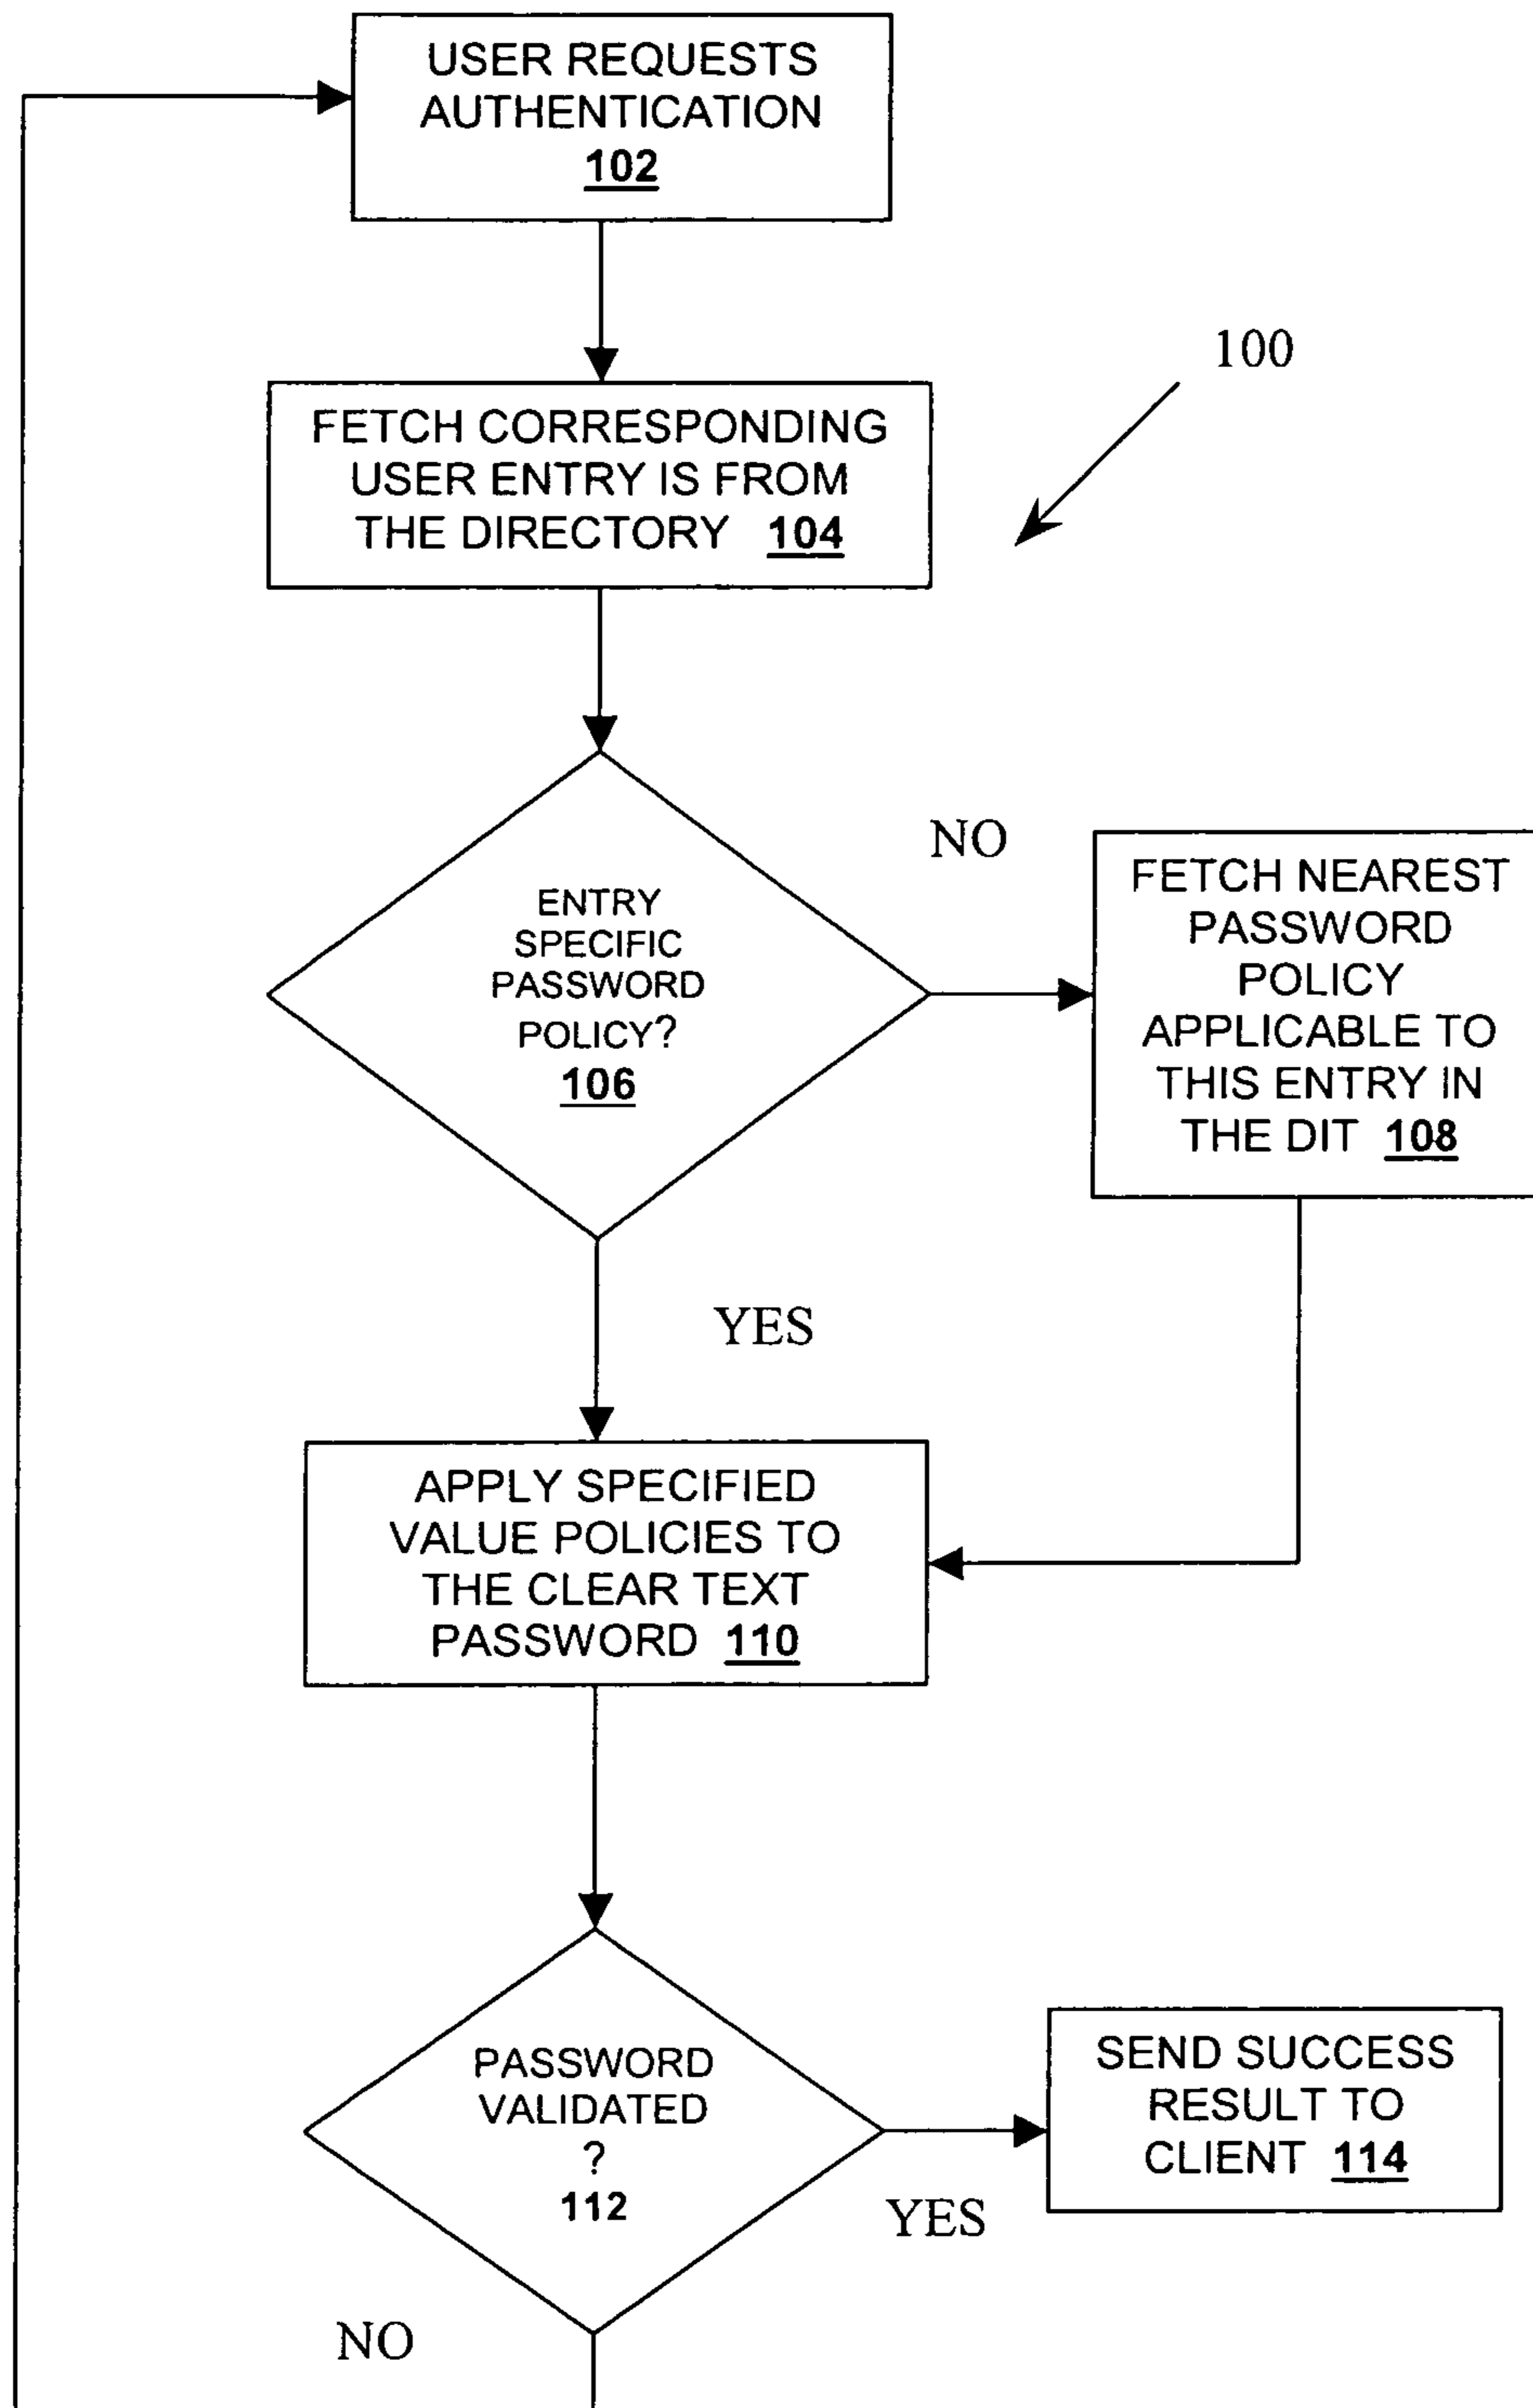 USER REQUESTS
AUTHENTICATION
102
100
FETCH CORRESPONDING
USER ENTRY IS FROM
THE DIRECTORY 104
NO
ENTRY
SPECIFIC
PASSWORD
POLICY?
106
FETCH NEAREST
PASSWORD
POLICY
APPLICABLE TO
THIS ENTRY IN
THE DIT 108
YES
APPLY SPECIFIED
VALUE POLICIES TO
THE CLEAR TEXT
PASSWORD 110
PASSWORD
VALIDATED
?
112
SEND SUCCESS
RESULT TO
CLIENT 114
YES
NO